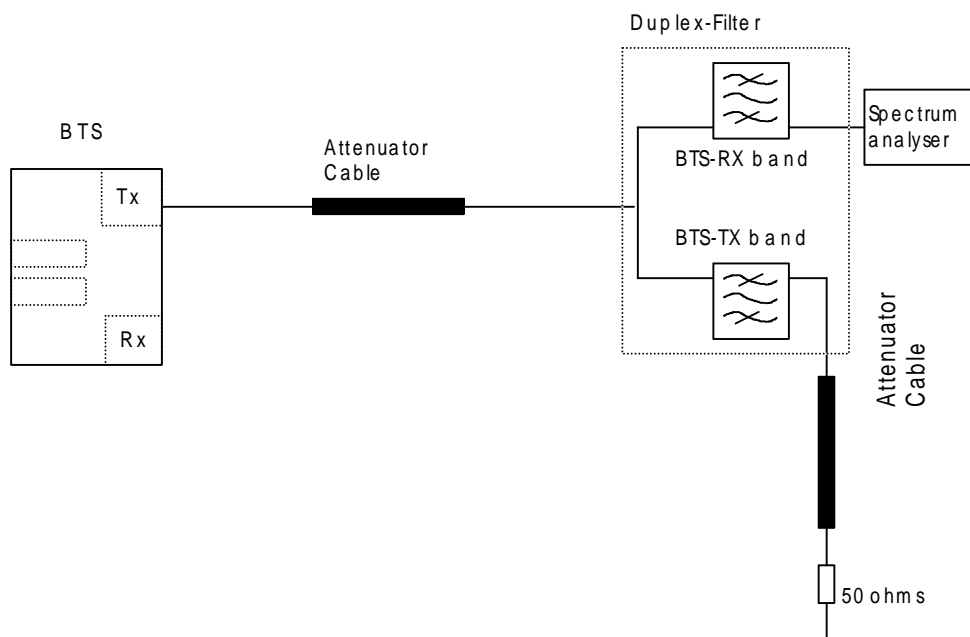 Duplex-Filter
BTS
Tx
Rx
Attenuator
Cable
BTS-RX band
BTS-TX band
Spectrum
analyser
Attenuator
Cable
50 ohms